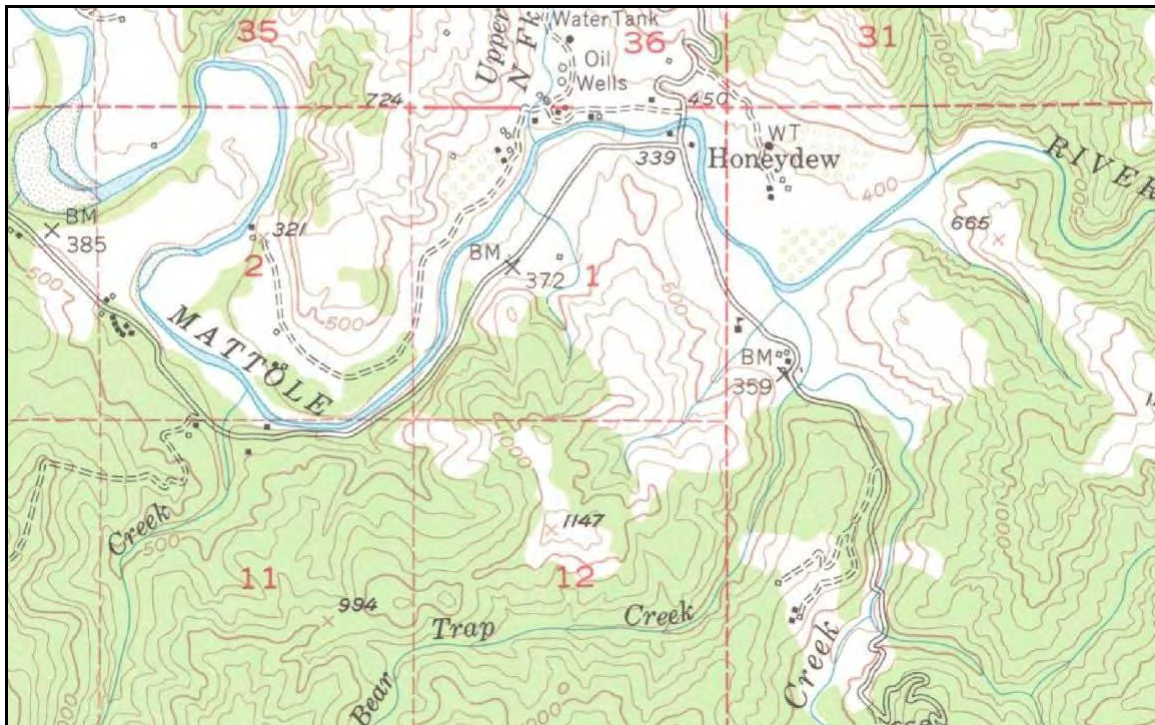 35
Upper
N Fk
Water Tank
36
31
Oil
Wells
724
450
WT
339
Honeydew
RIVER
400
500
BM
385
321
2
665
BM
372
1
500
500
500
MATTOLE
BM
359
Creek
500
1147
11
12
994
Trap
Creek
Bear
Creek